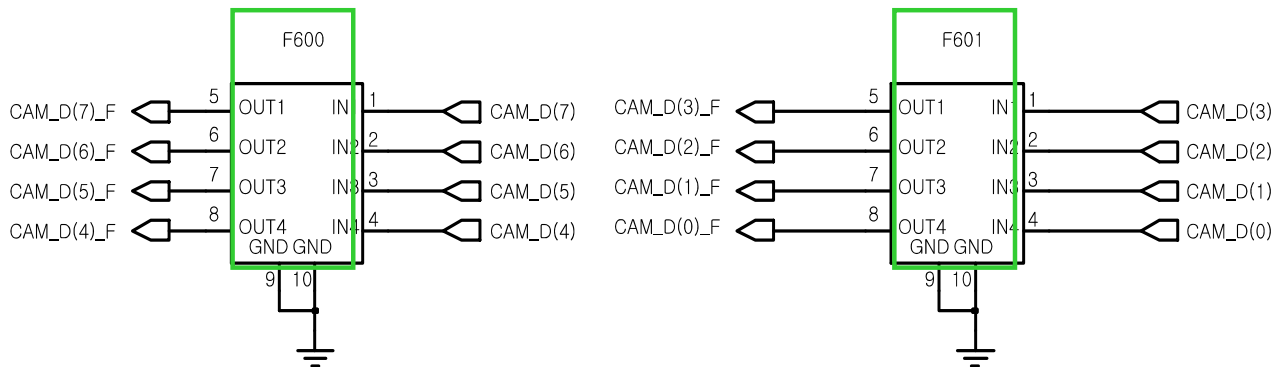 F600
CAM_D(7)_F 5 OUT1 IN 1 CAM_D(7)
CAM_D(6)_F 6 OUT2 IN2 2 CAM_D(6)
CAM_D(5)_F 7 OUT3 IN3 3 CAM_D(5)
CAM_D(4)_F 8 OUT4 IN4 4 CAM_D(4)
GND GND
9 10
F601
CAM_D(3)_F 5 OUT1 IN1 1 CAM_D(3)
CAM_D(2)_F 6 OUT2 IN2 2 CAM_D(2)
CAM_D(1)_F 7 OUT3 IN3 3 CAM_D(1)
CAM_D(0)_F 8 OUT4 IN4 4 CAM_D(0)
GND GND
9 10